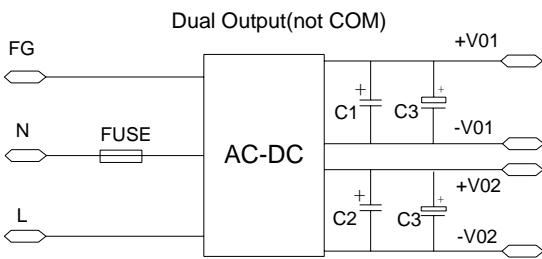 Dual Output(not COM)
FG
+V01
+
+
C1
C3
N
FUSE
-V01
AC-DC
+V02
+
+
C2
C3
L
-V02